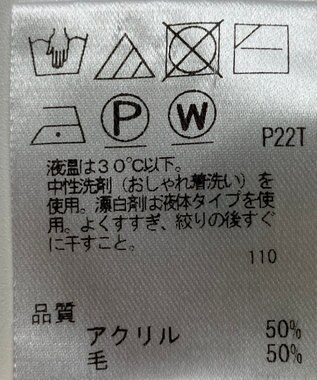 P W
P22T
液温は30℃以下。
中性洗剤（おしゃれ着洗い）を
使用。漂白剤は液体タイプを使
用。よくすすぎ、絞りの後すぐ
に干すこと。
110
品質
アクリル 50%
毛 50%